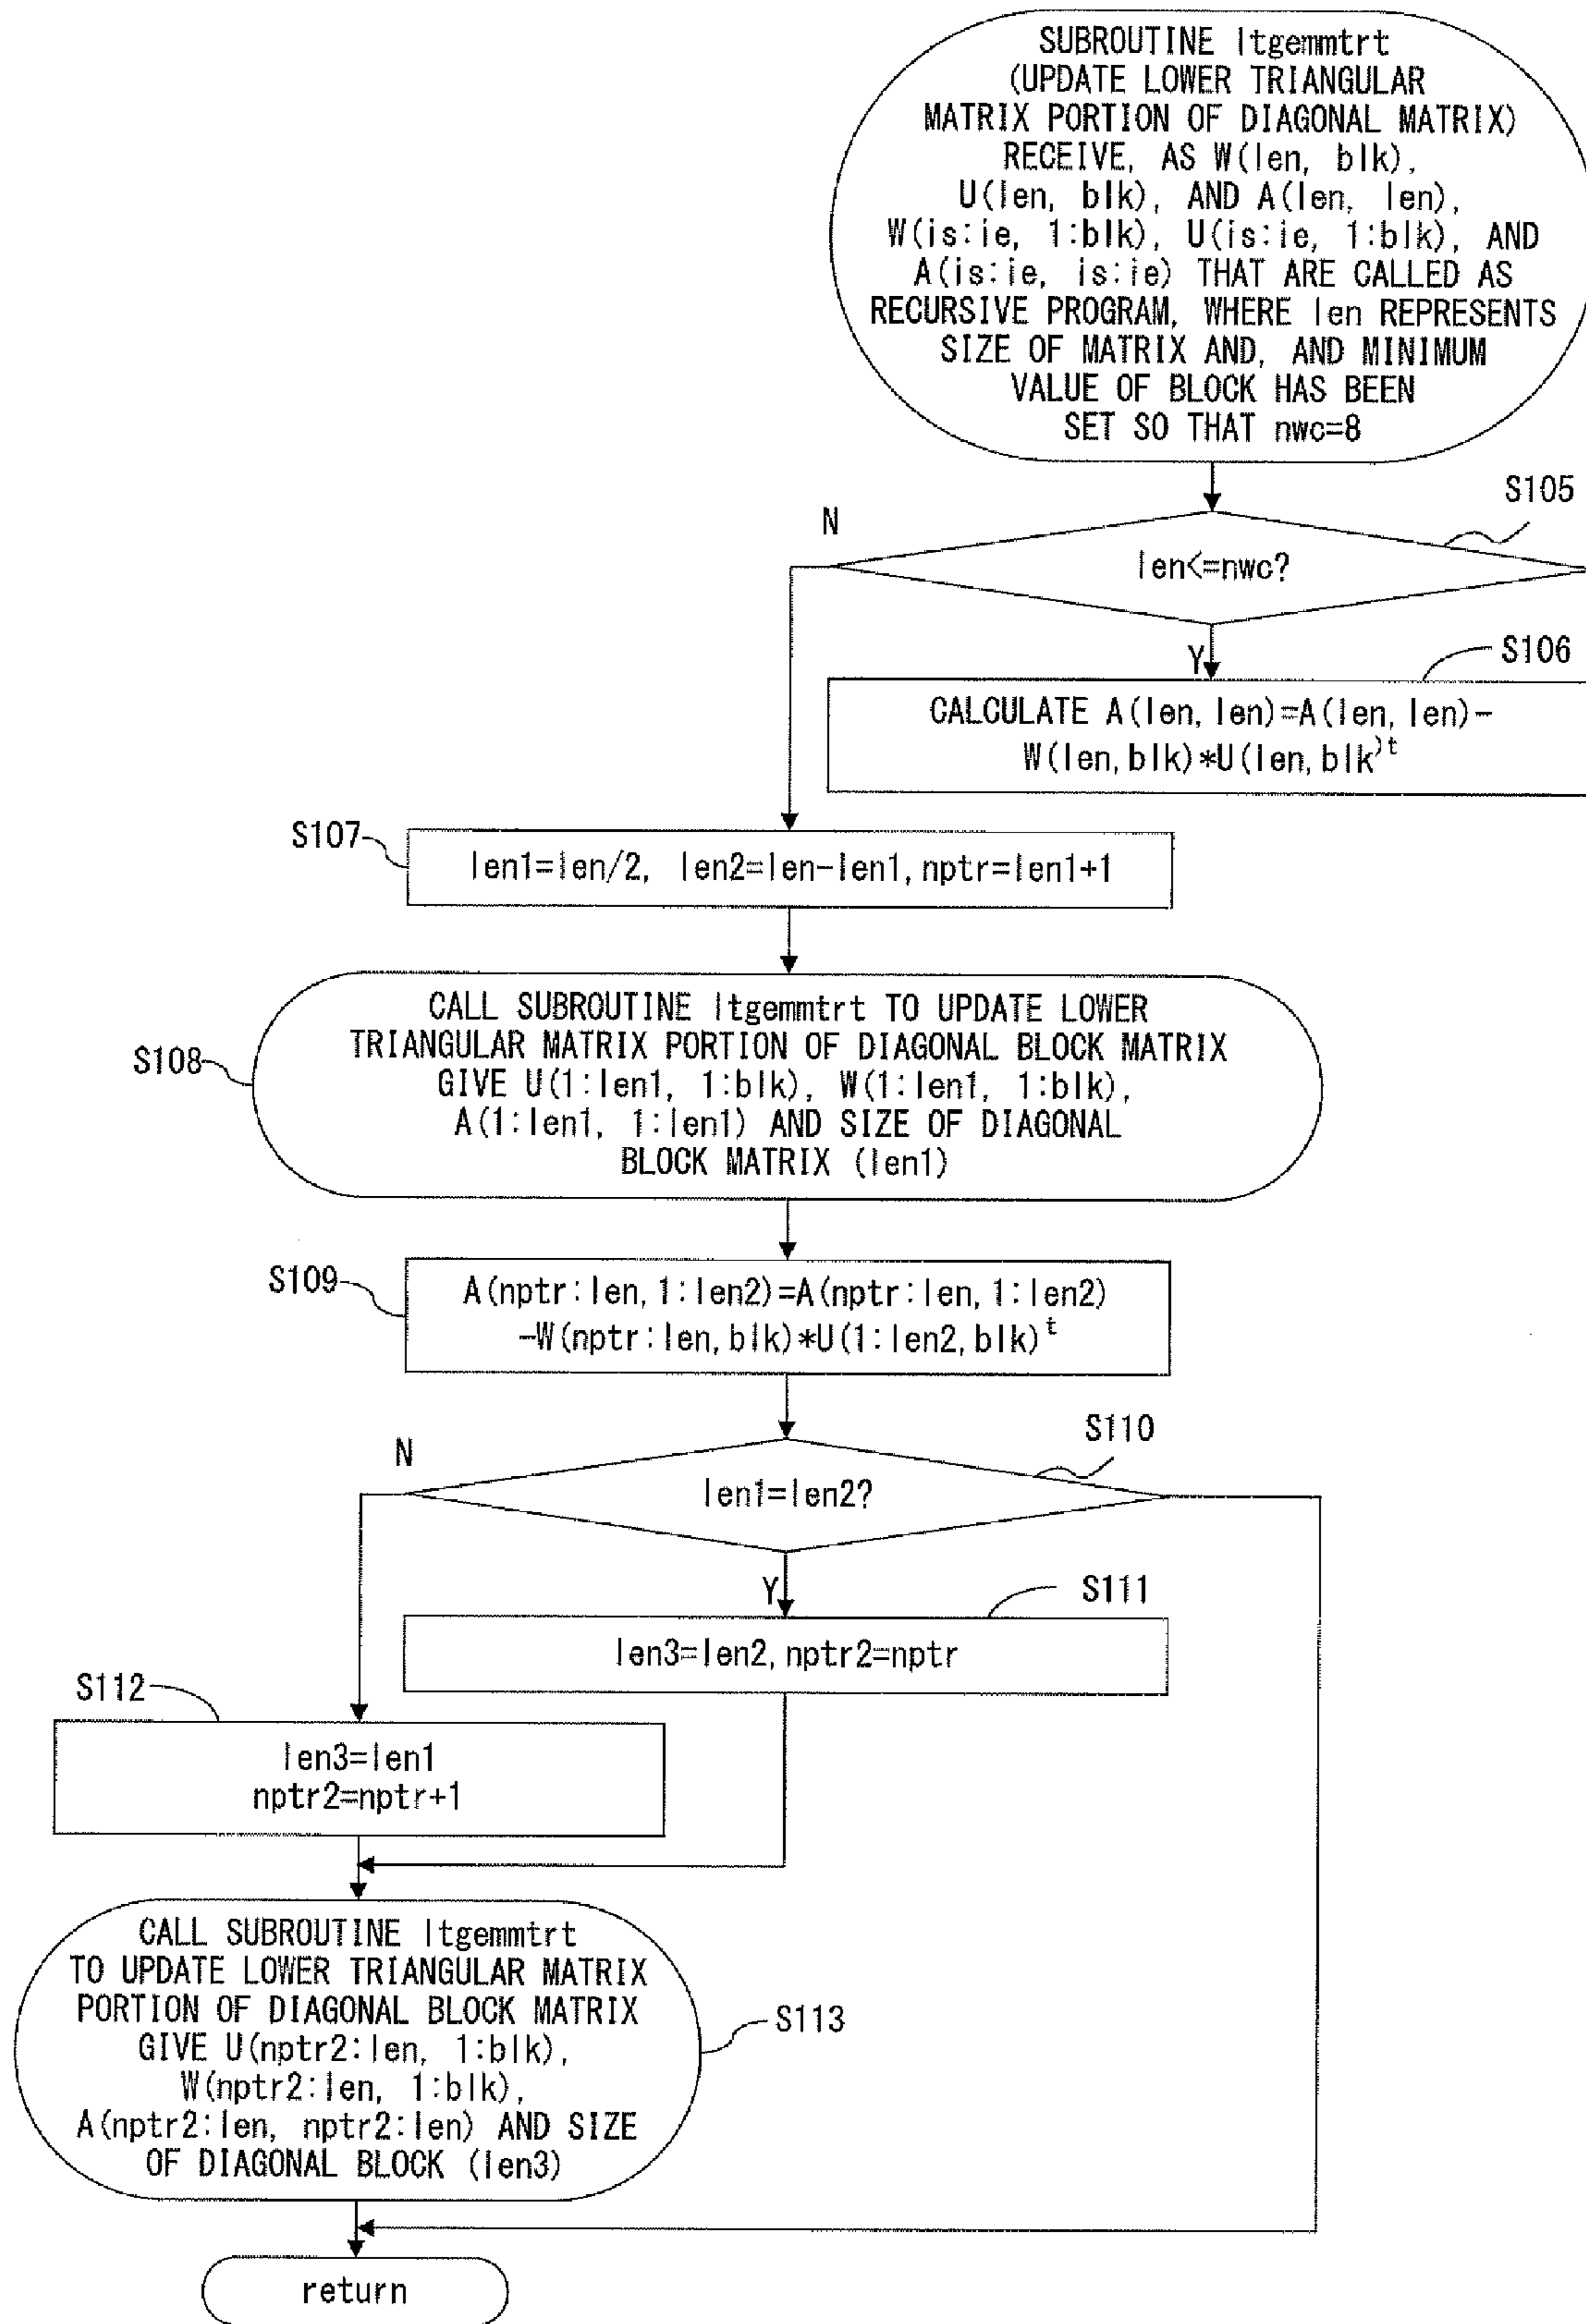 SUBROUTINE ltgemmtrt
(UPDATE LOWER TRIANGULAR
MATRIX PORTION OF DIAGONAL MATRIX)
RECEIVE, AS W(len, blk),
U(len, blk), AND A(len, len),
W(is:ie, 1:blk), U(is:ie, 1:blk), AND
A(is:ie, is:ie) THAT ARE CALLED AS
RECURSIVE PROGRAM, WHERE len REPRESENTS
SIZE OF MATRIX AND, AND MINIMUM
VALUE OF BLOCK HAS BEEN
SET SO THAT nwc=8
S105
N
len<=nwc?
Y
S106
CALCULATE A(len,len)=A(len,len)-
W(len,blk)*U(len,blk)t
S107
len1=len/2, len2=len-len1,nptr=len1+1
S108
CALL SUBROUTINE ltgemmtrt TO UPDATE LOWER
TRIANGULAR MATRIX PORTION OF DIAGONAL BLOCK MATRIX
GIVE U(1:len1, 1:blk), W(1:len1, 1:blk),
A(1:len1, 1:len1) AND SIZE OF DIAGONAL
BLOCK MATRIX (len1)
S109
A(nptr:len,1:len2)=A(nptr:len,1:len2)
-W(nptr:len,blk)*U(1:len2,blk)t
S110
N
len1=len2?
Y
S111
len3=len2,nptr2=nptr
S112
len3=len1
nptr2=nptr+1
CALL SUBROUTINE ltgemmtrt
TO UPDATE LOWER TRIANGULAR MATRIX
PORTION OF DIAGONAL BLOCK MATRIX
GIVE U(nptr2:len, 1:blk),
W(nptr2:len, 1:blk),
A(nptr2:len, nptr2:len) AND SIZE
OF DIAGONAL BLOCK (len3)
S113
return